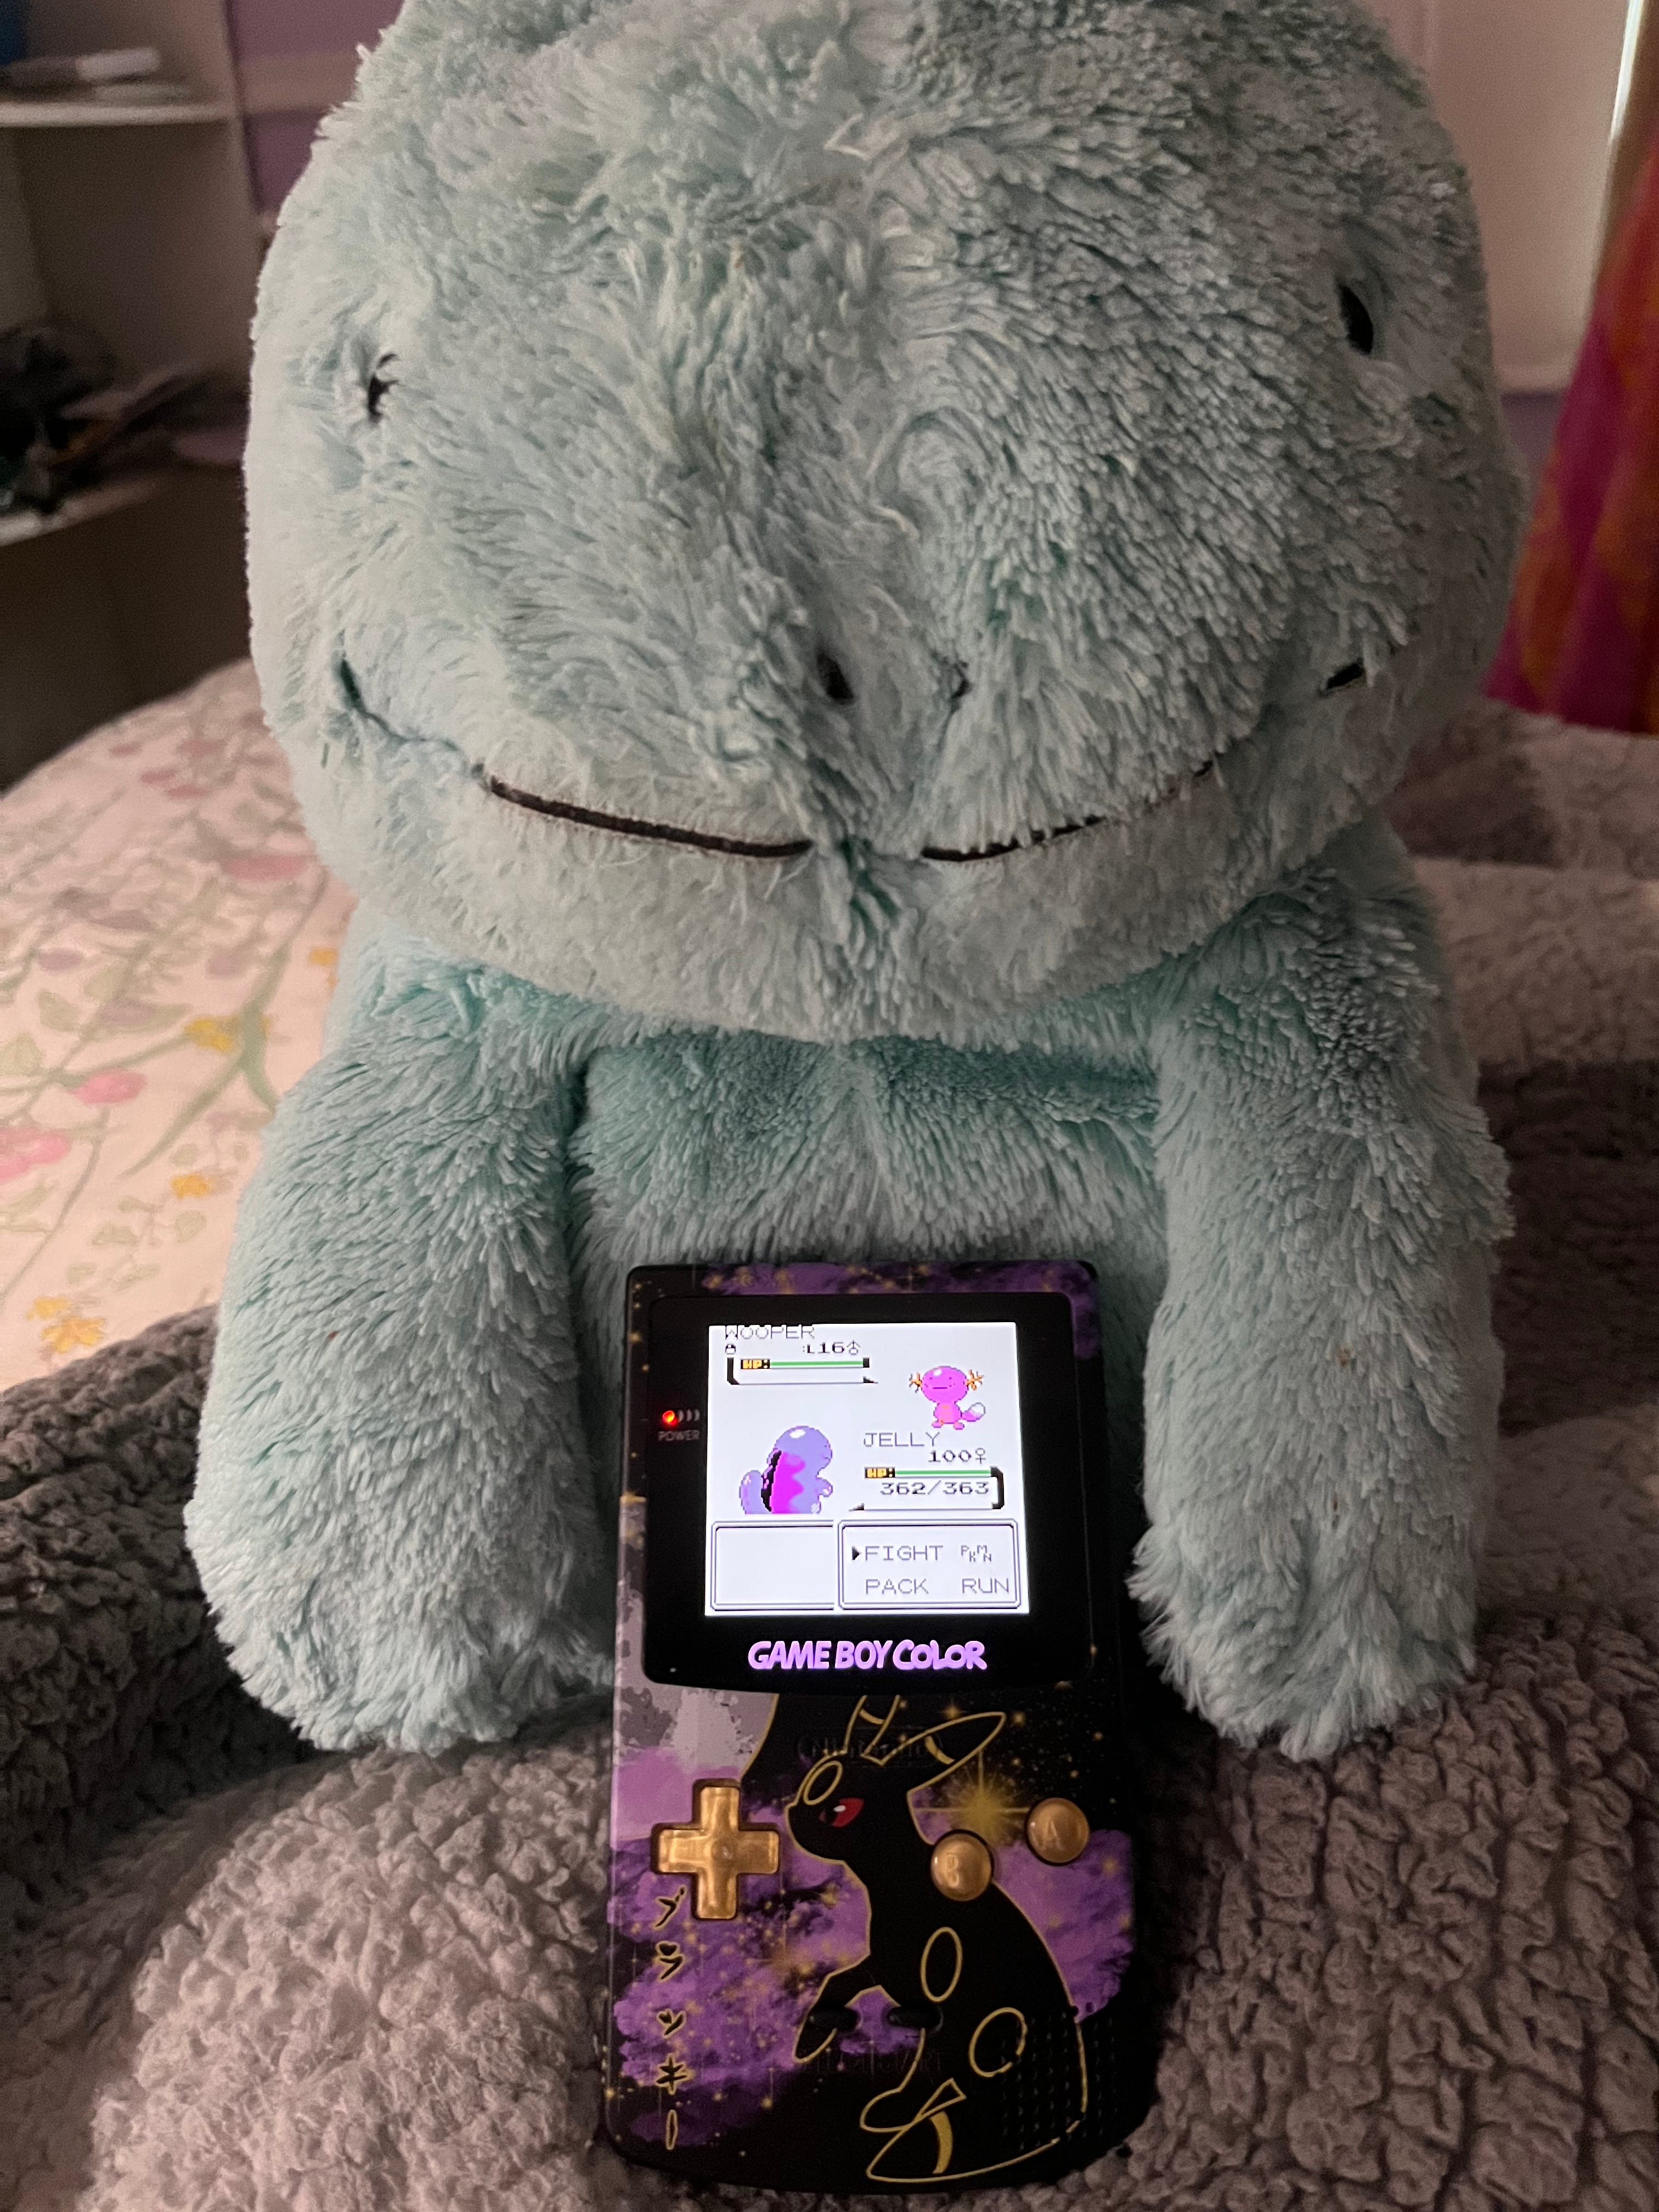 WOOPER
:L16♂
HP:
JELLY
100♀
HP:
362/363
▶FIGHT PKMN
PACK RUN
POWER
GAME BOY COLOR
Nintendo
A
B
ブラッキー